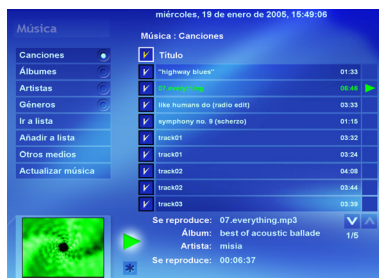 miércoles, 19 de enero de 2005, 15:49:06
Música
Música : Canciones
Canciones
Álbumes
Artistas
Géneros
Ir a lista
Añadir a lista
Otros medios
Actualizar música
Título
"highway blues" 01:33
07.everything 06:46
like humans do (radio edit) 03:33
symphony no. 9 (scherzo) 01:15
track01 03:32
track01 03:24
track02 04:08
track02 03:44
track03 03:39
Se reproduce: 07.everything.mp3
Álbum: best of acoustic ballade 1/5
Artista: misia
Se reproduce: 00:06:37